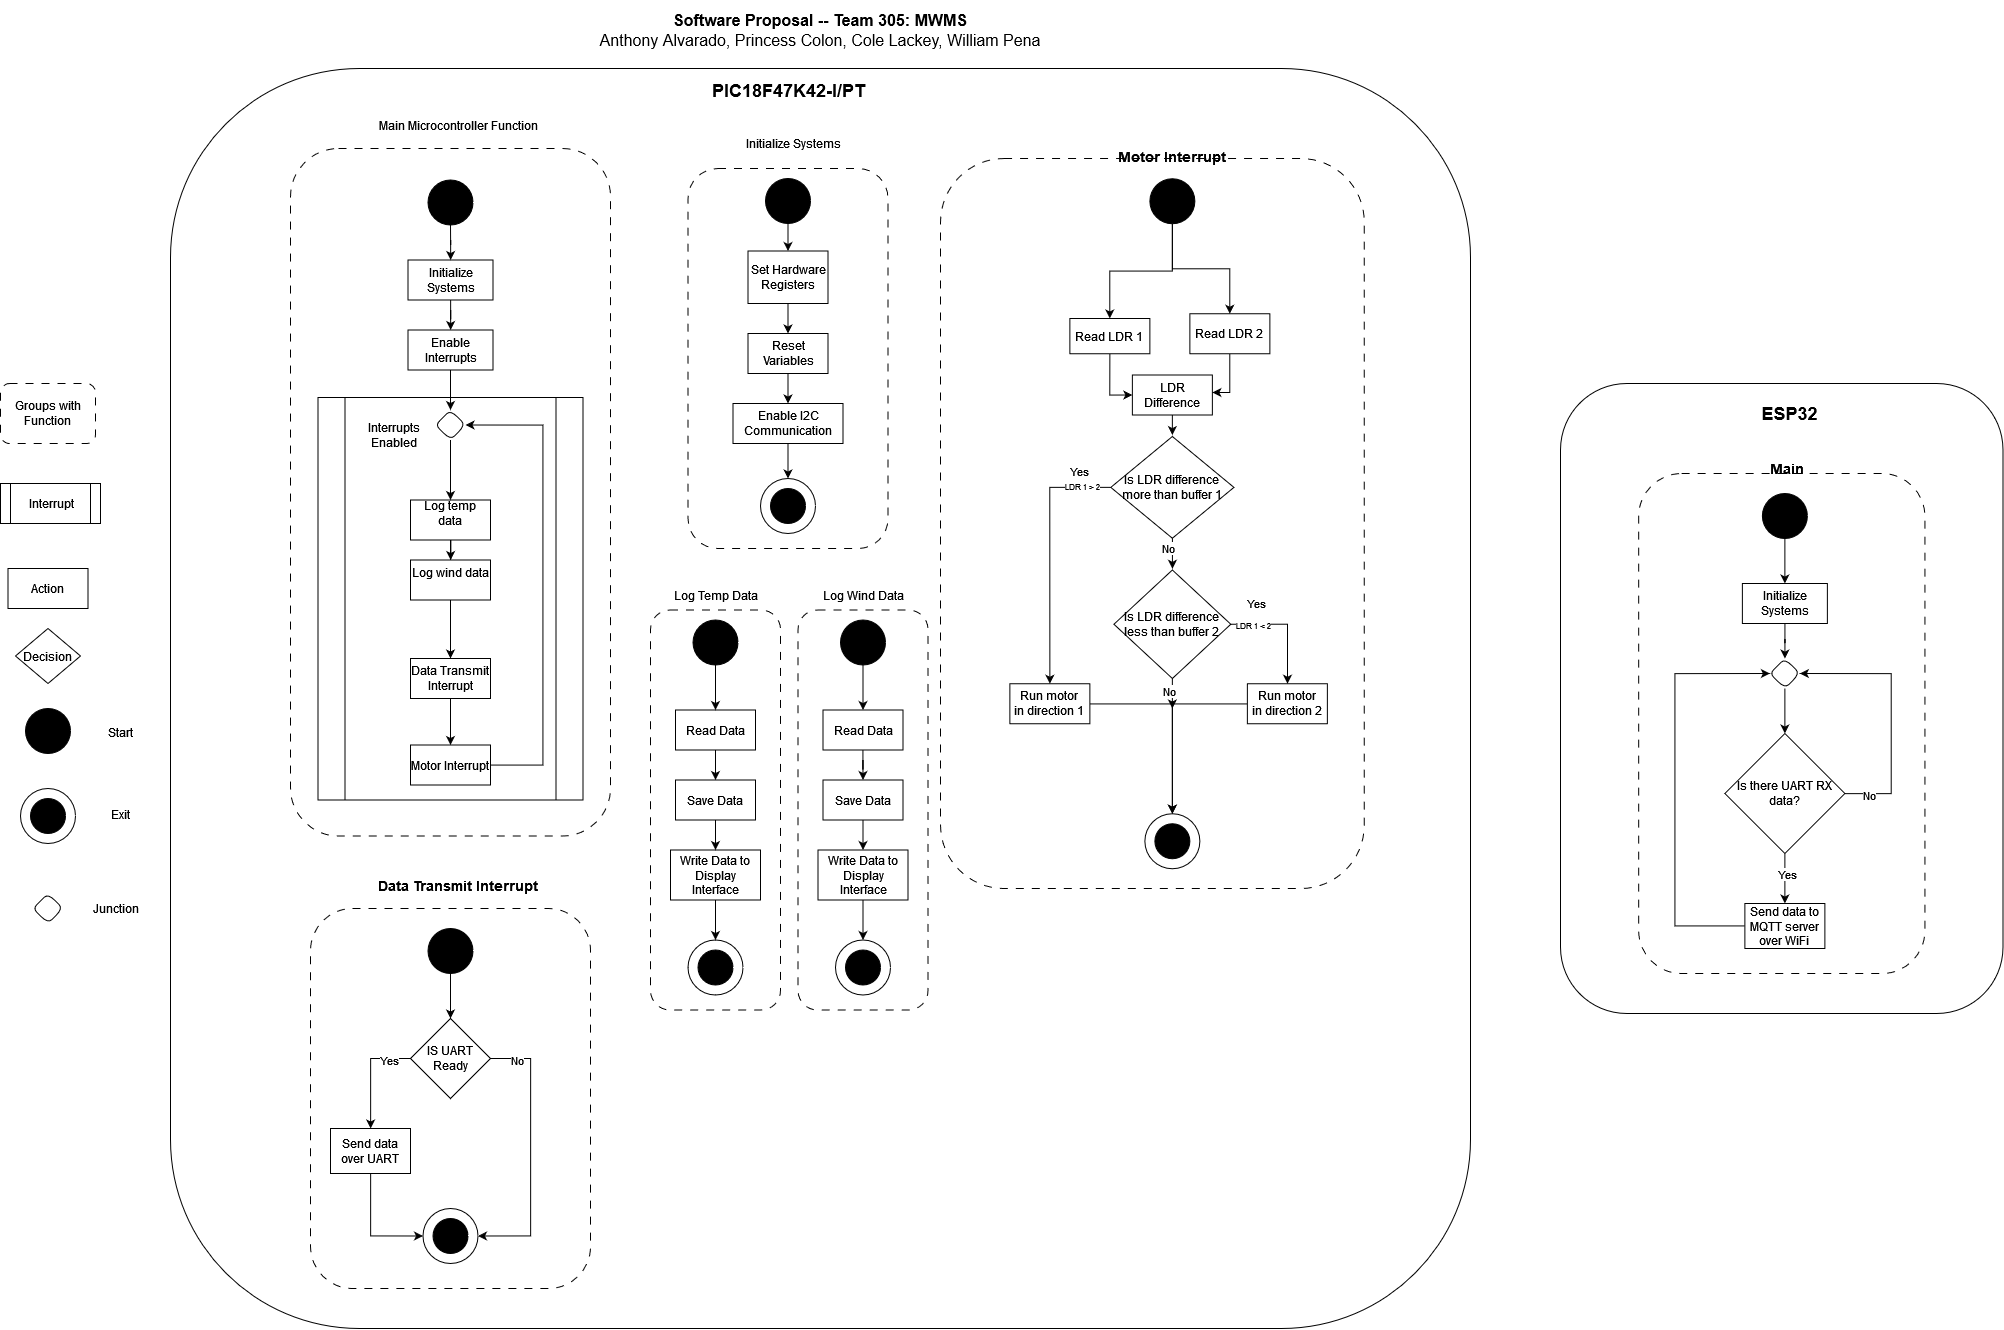 Software Proposal -- Team 305: MWMS
Anthony Alvarado, Princess Colon, Cole Lackey, William Pena
PIC18F47K42-I/PT
Main Microcontroller Function
Initialize
Systems
Enable
Interrupts
Interrupts
Enabled
Log temp
data
Log wind data
Data Transmit
Interrupt
Motor Interrupt
Initialize Systems
Set Hardware
Registers
Reset
Variables
Enable I2C
Communication
Motor Interrupt
Read LDR 1
Read LDR 2
LDR
Difference
Is LDR difference
more than buffer 1
Yes
LDR 1 > 2
No
Is LDR difference
less than buffer 2
Yes
LDR 1 < 2
No
Run motor
in direction 1
Run motor
in direction 2
Log Temp Data
Read Data
Save Data
Write Data to
Display
Interface
Log Wind Data
Read Data
Save Data
Write Data to
Display
Interface
Data Transmit Interrupt
IS UART
Ready
Yes
No
Send data
over UART
ESP32
Main
Initialize
Systems
Is there UART RX
data?
No
Yes
Send data to
MQTT server
over WiFi
Groups with
Function
Interrupt
Action
Decision
Start
Exit
Junction